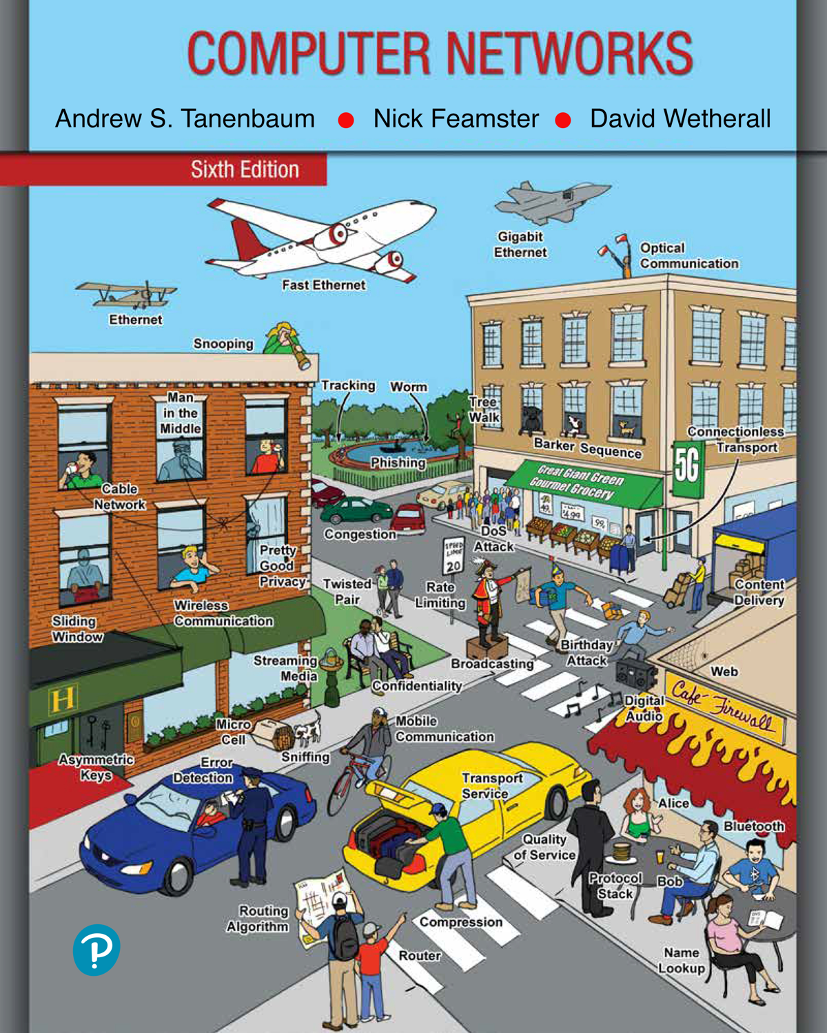 COMPUTER NETWORKS
Andrew S. Tanenbaum ● Nick Feamster ● David Wetherall
Sixth Edition
Gigabit
Ethernet
Optical
Communication
Fast Ethernet
Ethernet
Snooping
Tracking
Worm
Man
in the
Middle
Tree
Walk
Connectionless
Transport
Barker Sequence
Phishing
5G
Great Giant Green
Gourmet Grocery
Cable
Network
Congestion
DoS
Attack
SPEED
LIMIT
20
Pretty
Good
Privacy
Twisted
Pair
Rate
Limiting
Content
Delivery
Sliding
Window
Wireless
Communication
Birthday
Attack
Streaming
Media
Broadcasting
Web
Confidentiality
H
Digital
Audio
Café Firewall
Micro
Cell
Mobile
Communication
Sniffing
Asymmetric
Keys
Error
Detection
Transport
Service
Alice
Bluetooth
Quality
of Service
Protocol
Stack
Bob
Routing
Algorithm
Compression
Router
Name
Lookup
P